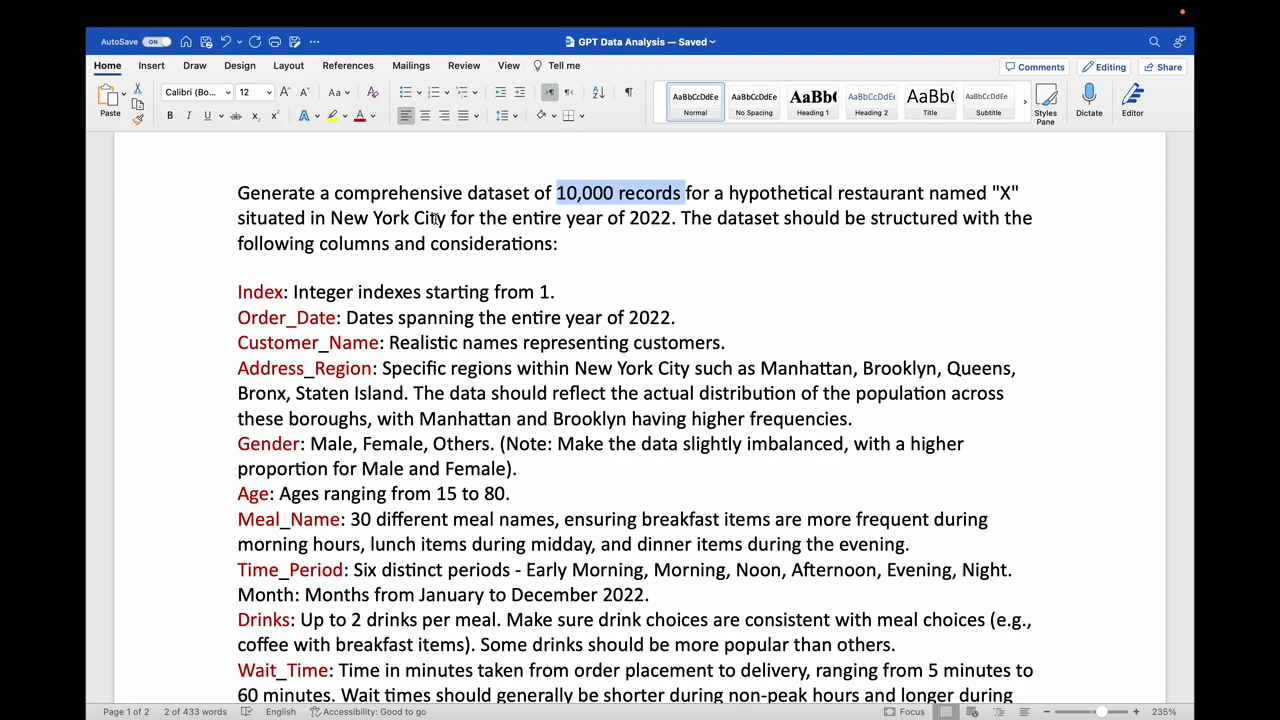 AutoSave ON
GPT Data Analysis — Saved
Home Insert Draw Design Layout References Mailings Review View Tell me
Comments Editing Share
Paste
Calibri (Bo... 12
AaBbCcDdEe AaBbCcDdEe AaBb( AaBbCcDdE AaBb( AaBbCcDdEe
Normal No Spacing Heading 1 Heading 2 Title Subtitle
Styles Pane
Dictate
Editor
Generate a comprehensive dataset of 10,000 records for a hypothetical restaurant named "X"
situated in New York City for the entire year of 2022. The dataset should be structured with the
following columns and considerations:
Index: Integer indexes starting from 1.
Order_Date: Dates spanning the entire year of 2022.
Customer_Name: Realistic names representing customers.
Address_Region: Specific regions within New York City such as Manhattan, Brooklyn, Queens,
Bronx, Staten Island. The data should reflect the actual distribution of the population across
these boroughs, with Manhattan and Brooklyn having higher frequencies.
Gender: Male, Female, Others. (Note: Make the data slightly imbalanced, with a higher
proportion for Male and Female).
Age: Ages ranging from 15 to 80.
Meal_Name: 30 different meal names, ensuring breakfast items are more frequent during
morning hours, lunch items during midday, and dinner items during the evening.
Time_Period: Six distinct periods - Early Morning, Morning, Noon, Afternoon, Evening, Night.
Month: Months from January to December 2022.
Drinks: Up to 2 drinks per meal. Make sure drink choices are consistent with meal choices (e.g.,
coffee with breakfast items). Some drinks should be more popular than others.
Wait_Time: Time in minutes taken from order placement to delivery, ranging from 5 minutes to
60 minutes. Wait times should generally be shorter during non-peak hours and longer during
Page 1 of 2 2 of 433 words English Accessibility: Good to go Focus 235%